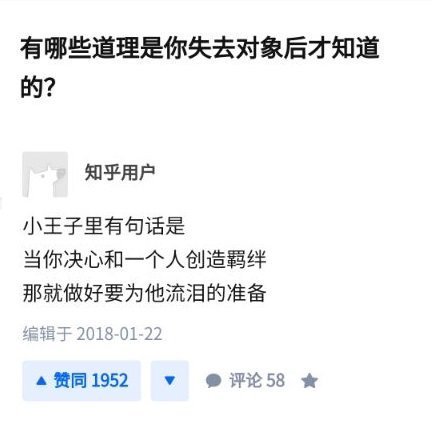 有哪些道理是你失去对象后才知道
的?
知乎用户
小王子里有句话是
当你决心和一个人创造羁绊
那就做好要为他流泪的准备
编辑于 2018-01-22
赞同 1952
评论 58